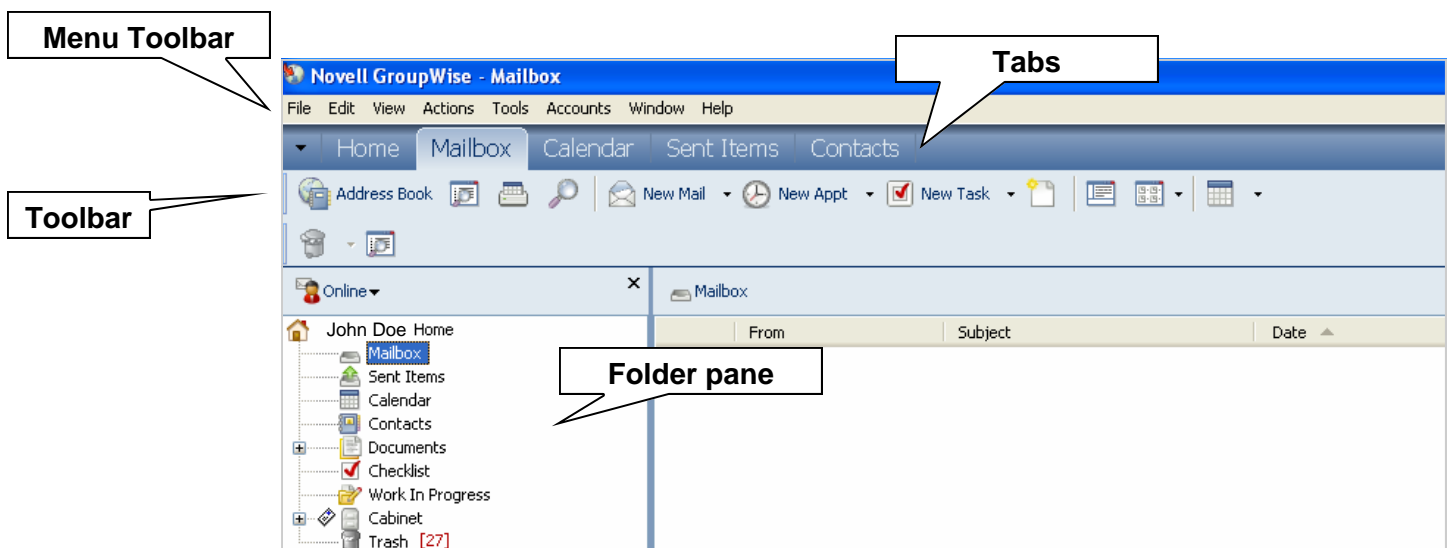 Menu Toolbar
Tabs
Novell GroupWise - Mailbox
File Edit View Actions Tools Accounts Window Help
Home Mailbox Calendar Sent Items Contacts
Toolbar
Address Book New Mail New Appt New Task
Online
Mailbox
John Doe Home
From Subject Date
Mailbox
Sent Items
Folder pane
Calendar
Contacts
Documents
Checklist
Work In Progress
Cabinet
Trash [27]